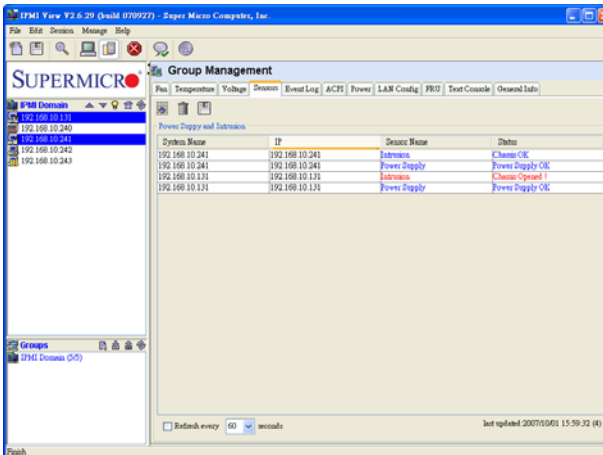 IPMI View V2.6.29 (build 070927) - Super Micro Computer, Inc.
File Edit Session Manage Help
SUPERMICRO
Group Management
Fan Temperature Voltage Sensors Event Log ACPI Power LAN Config FRU Text Console General Info
IPMI Domain
192.168.10.131
192.168.10.240
192.168.10.241
192.168.10.242
192.168.10.243
Power Suppy and Intrusion
System Name IP Sensor Name Status
192.168.10.241 192.168.10.241 Intrusion Chassis OK
192.168.10.241 192.168.10.241 Power Supply Power Supply OK
192.168.10.131 192.168.10.131 Intrusion Chassis Opened !
192.168.10.131 192.168.10.131 Power Supply Power Supply OK
Groups
IPMI Domain (5/5)
Refresh every 60 seconds
last updated:2007/10/01 15:59:32 (4)
Finish